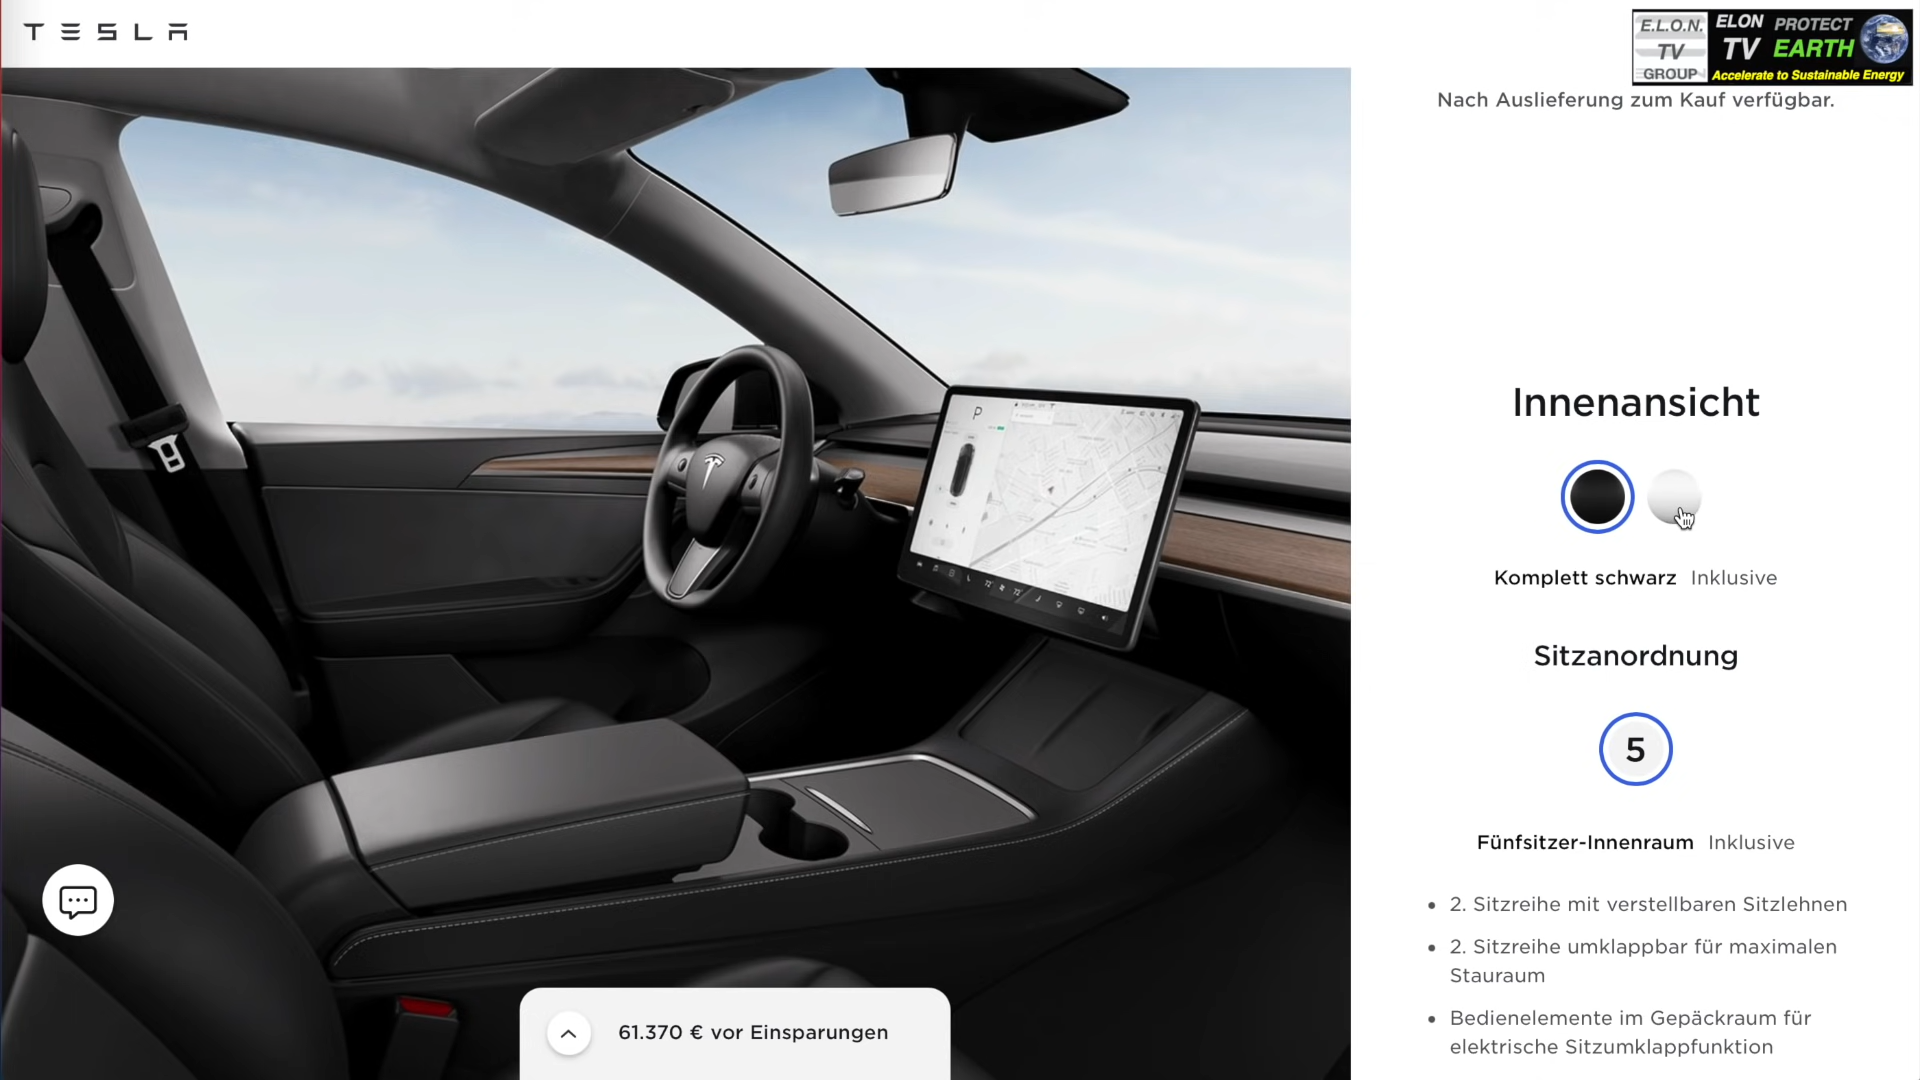 TESLA
E.L.O.N.
TV
GROUP
ELON PROTECT
TV EARTH
Accelerate to Sustainable Energy
Nach Auslieferung zum Kauf verfügbar.
P
Innenansicht
Komplett schwarz Inklusive
Sitzanordnung
5
Fünfsitzer-Innenraum Inklusive
2. Sitzreihe mit verstellbaren Sitzlehnen
2. Sitzreihe umklappbar für maximalen
Stauraum
Bedienelemente im Gepäckraum für
elektrische Sitzumklappfunktion
61.370 € vor Einsparungen